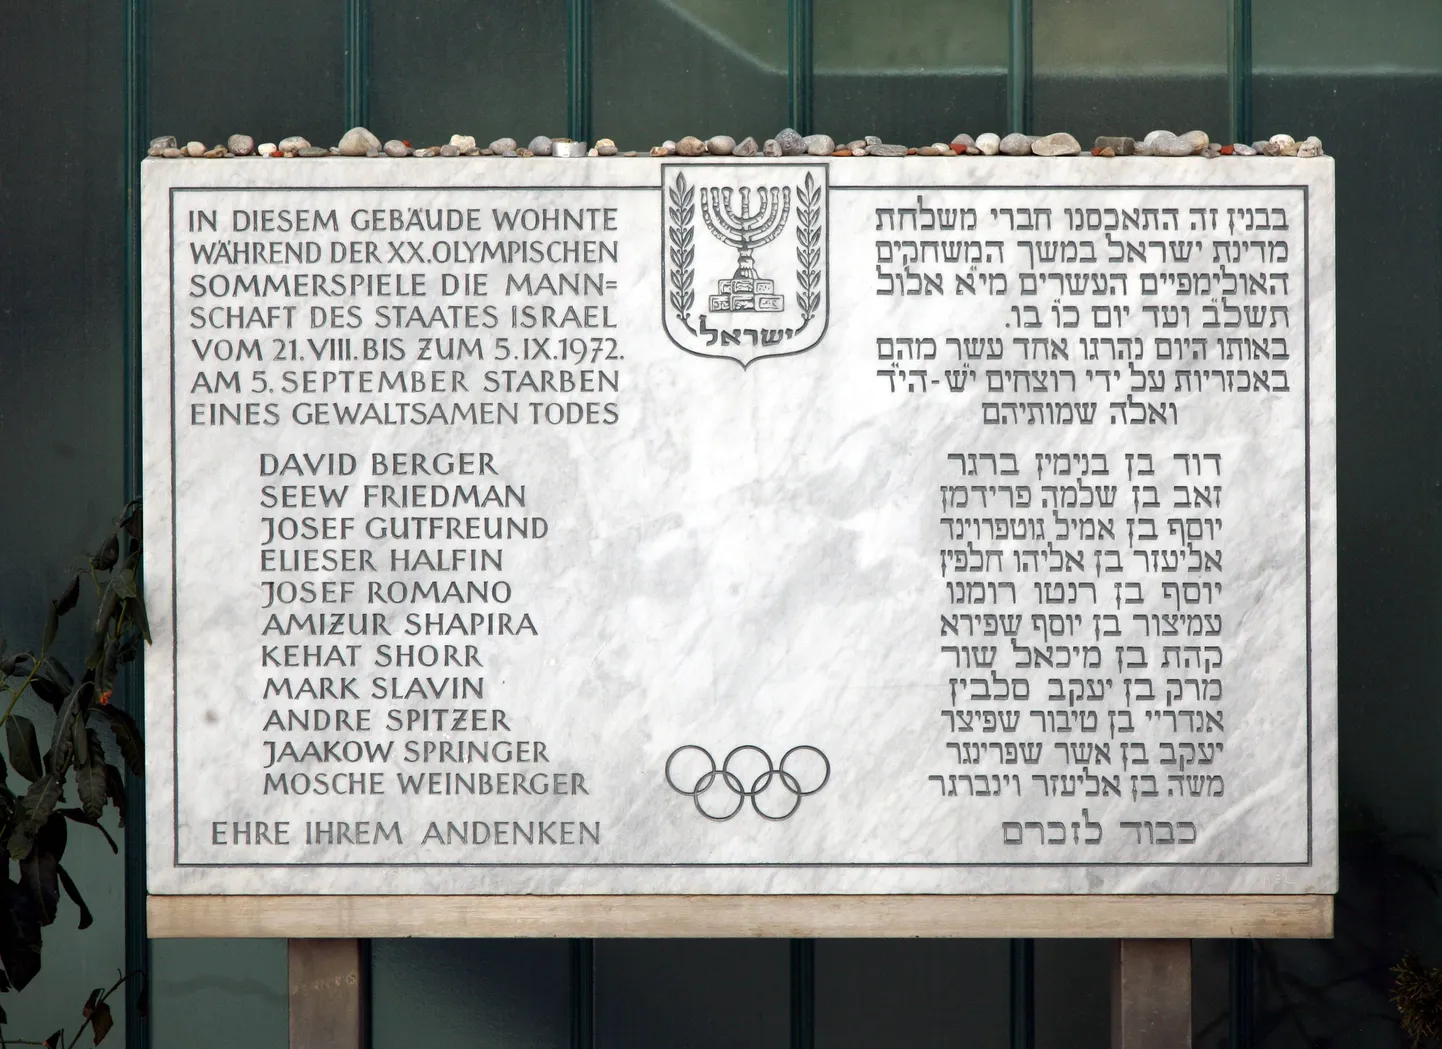 IN DIESEM GEBÄUDE WOHNTE
WÄHREND DER XX. OLYMPISCHEN
SOMMERSPIELE DIE MANN=
SCHAFT DES STAATES ISRAEL
VOM 21. VIII. BIS ZUM 5. IX. 1972.
AM 5. SEPTEMBER STARBEN
EINES GEWALTSAMEN TODES
DAVID BERGER
SEEW FRIEDMAN
JOSEF GUTFREUND
ELIESER HALFIN
JOSEF ROMANO
AMIZUR SHAPIRA
KEHAT SHORR
MARK SLAVIN
ANDRE SPITZER
JAAKOW SPRINGER
MOSCHE WEINBERGER
EHRE IHREM ANDENKEN
ישראל
בבנין זה התאכסנו חברי משלחת
מדינת ישראל במשך המשחקים
האולימפיים העשרים מי״א אלול
תשל״ב ועד יום כ״ו בו.
באותו היום נהרגו אחד עשר מהם
באכזריות על ידי רוצחים י״ש-הי״ד
ואלה שמותיהם
דוד בן בנימין ברגר
זאב בן שלמה פרידמן
יוסף בן אמיל גוטפרוינד
אליעזר בן אליהו חלפין
יוסף בן רנטו רומנו
עמיצור בן יוסף שפירא
קהת בן מיכאל שור
מרק בן יעקב סלבין
אנדריי בן טיבור שפיצר
יעקב בן אשר שפרינגר
משה בן אליעזר וינברגר
כבוד לזכרם